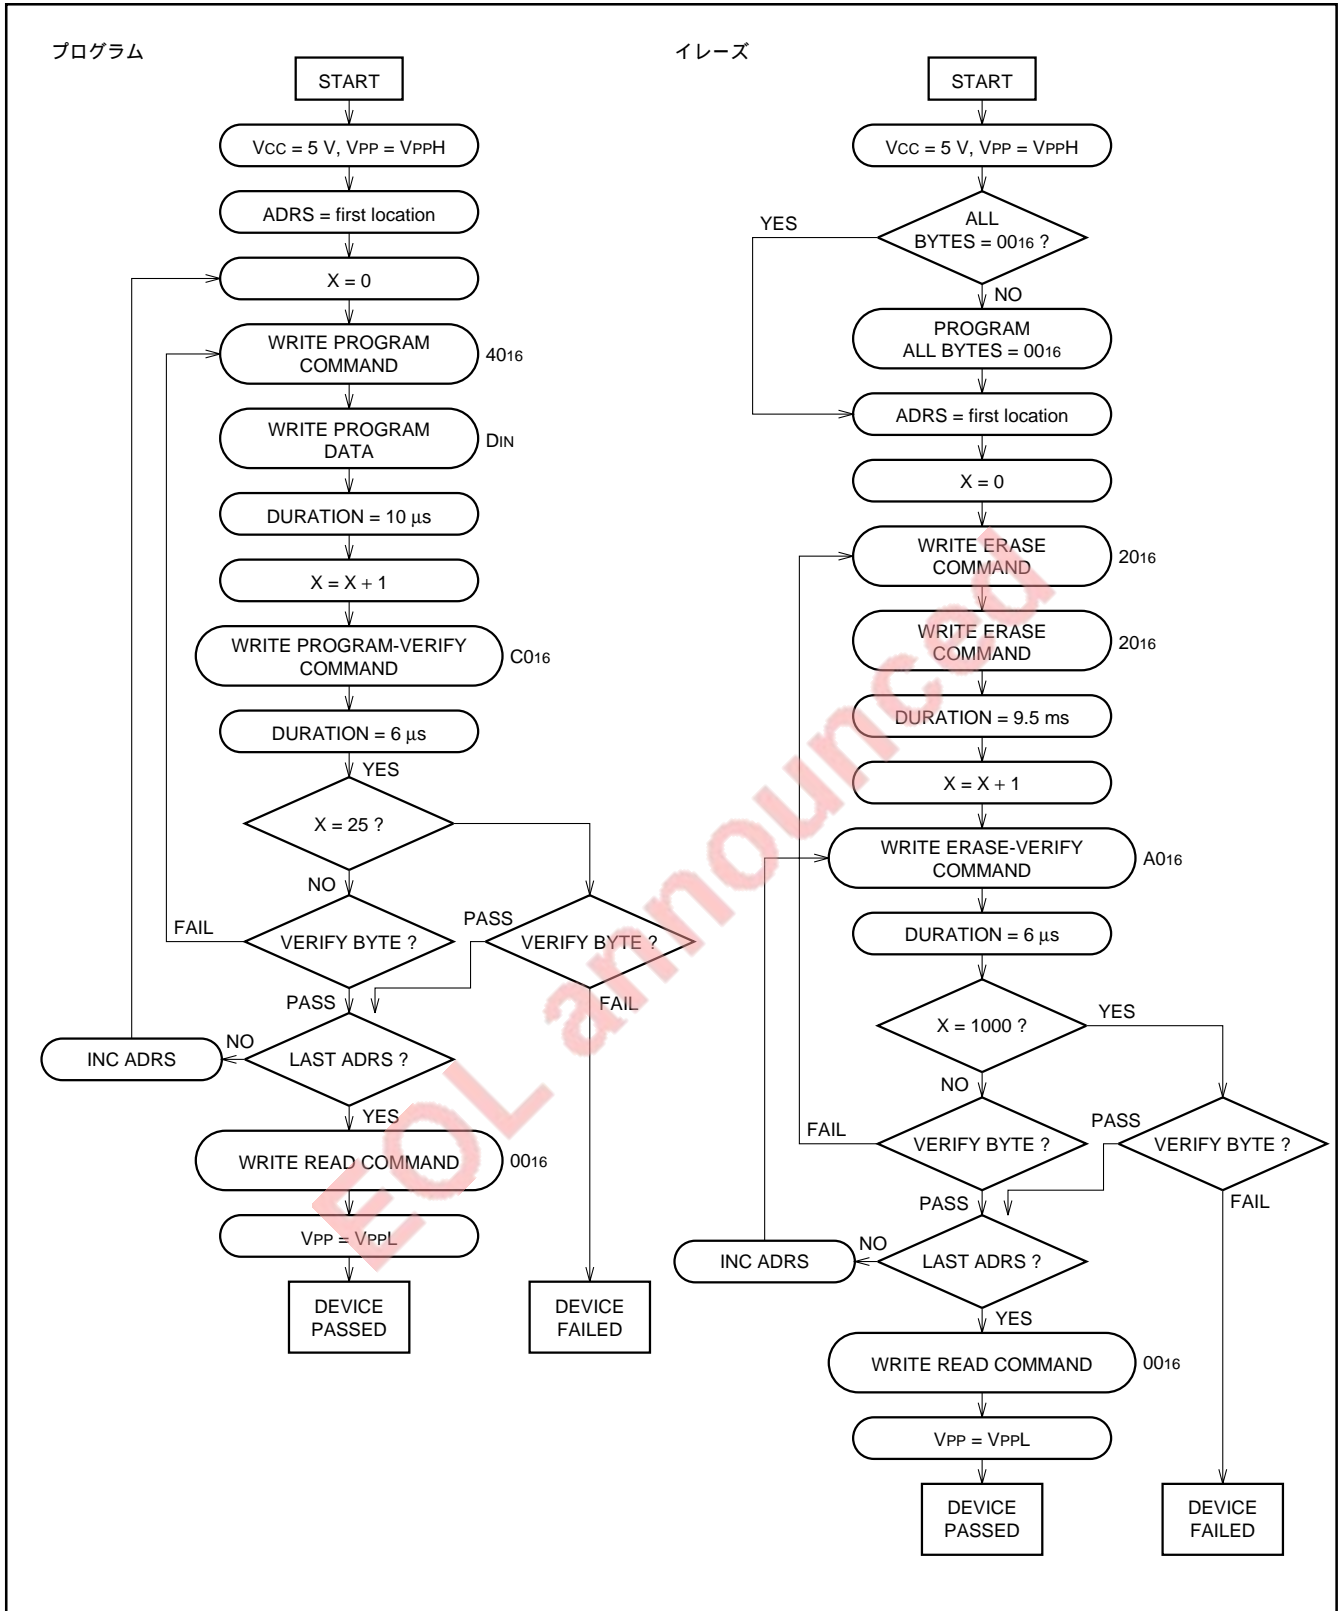 プログラム
START
VCC = 5 V, VPP = VPPH
ADRS = first location
X = 0
WRITE PROGRAM
COMMAND
4016
WRITE PROGRAM
DATA
DIN
DURATION = 10 µs
X = X + 1
WRITE PROGRAM-VERIFY
COMMAND
C016
DURATION = 6 µs
YES
X = 25 ?
NO
FAIL
VERIFY BYTE ?
PASS
VERIFY BYTE ?
PASS
FAIL
INC ADRS
NO
LAST ADRS ?
YES
WRITE READ COMMAND
0016
VPP = VPPL
DEVICE
PASSED
DEVICE
FAILED
イレーズ
START
VCC = 5 V, VPP = VPPH
YES
ALL
BYTES = 0016 ?
NO
PROGRAM
ALL BYTES = 0016
ADRS = first location
X = 0
WRITE ERASE
COMMAND
2016
WRITE ERASE
COMMAND
2016
DURATION = 9.5 ms
X = X + 1
WRITE ERASE-VERIFY
COMMAND
A016
DURATION = 6 µs
X = 1000 ?
YES
NO
FAIL
VERIFY BYTE ?
PASS
VERIFY BYTE ?
PASS
FAIL
INC ADRS
NO
LAST ADRS ?
YES
WRITE READ COMMAND
0016
VPP = VPPL
DEVICE
PASSED
DEVICE
FAILED
EOL announced